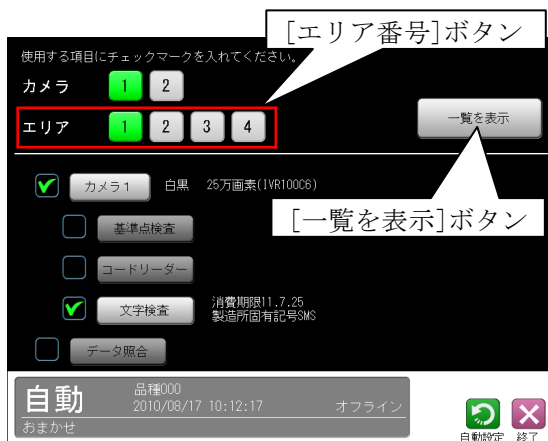 [エリア番号]ボタン
使用する項目にチェックマークを入れてください。
カメラ 1 2
エリア 1 2 3 4
一覧を表示
カメラ1 白黒 25万画素(IVR100C6)
[一覧を表示]ボタン
基準点検査
コードリーダー
文字検査 消費期限11.7.25
製造所固有記号SMS
データ照合
自動 品種000
2010/08/17 10:12:17 オフライン
おまかせ
自動設定 終了